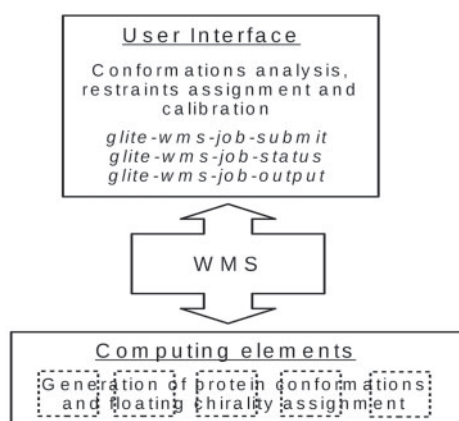 User Interface
Conformations analysis,
restraints assignment and
calibration
glite-wms-job-submit
glite-wms-job-status
glite-wms-job-output
WMS
Computing elements
Generation of protein conformations
and floating chirality assignment